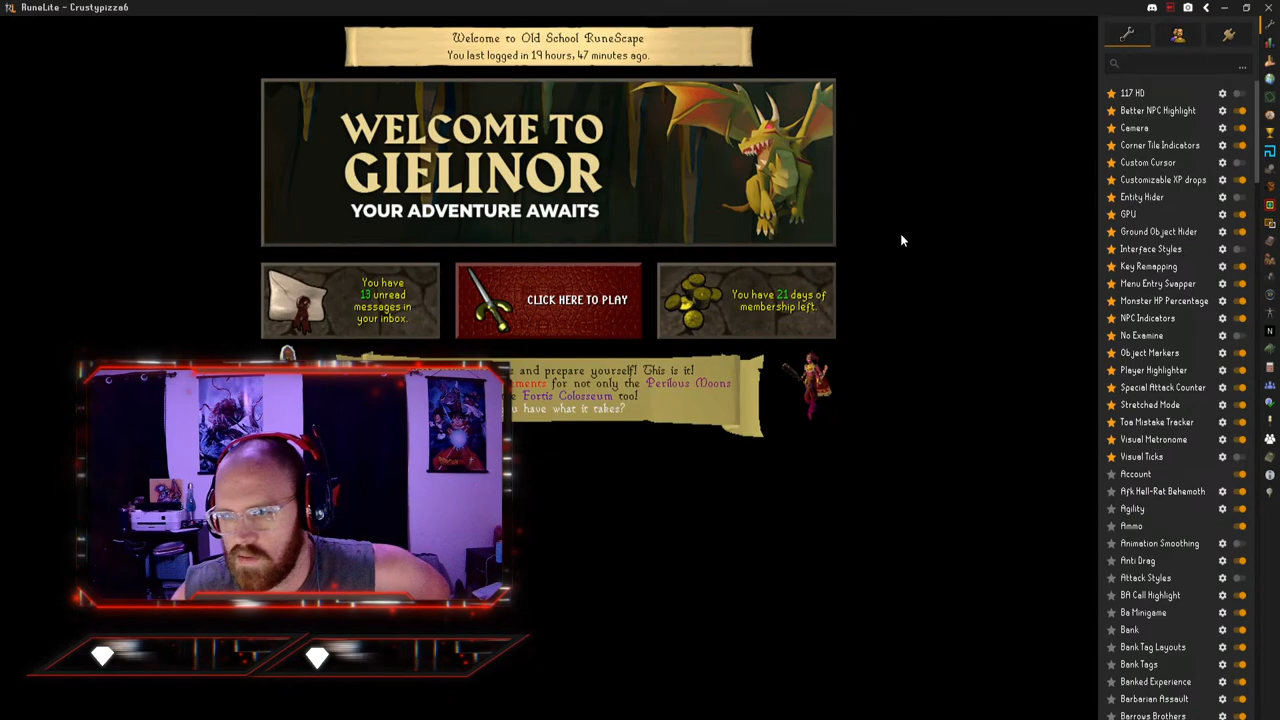 RuneLite - Crustypizza6
Welcome to Old School RuneScape
You last logged in 19 hours, 47 minutes ago.
WELCOME TO
GIELINOR
YOUR ADVENTURE AWAITS
You have
13 unread
messages in
your inbox.
CLICK HERE TO PLAY
You have 21 days of
membership left.
and prepare yourself! This is it!
for not only the Perilous Moons
Fortis Colosseum too!
have what it takes?
...
117 HD
Better NPC Highlight
Camera
Corner Tile Indicators
Custom Cursor
Customizable XP drops
Entity Hider
GPU
Ground Object Hider
Interface Styles
Key Remapping
Menu Entry Swapper
Monster HP Percentage
NPC Indicators
No Examine
Object Markers
Player Highlighter
Special Attack Counter
Stretched Mode
Toa Mistake Tracker
Visual Metronome
Visual Ticks
Account
Afk Hell-Rat Behemoth
Agility
Ammo
Animation Smoothing
Anti Drag
Attack Styles
BA Call Highlight
Ba Minigame
Bank
Bank Tag Layouts
Bank Tags
Banked Experience
Barbarian Assault
Barrows Brothers